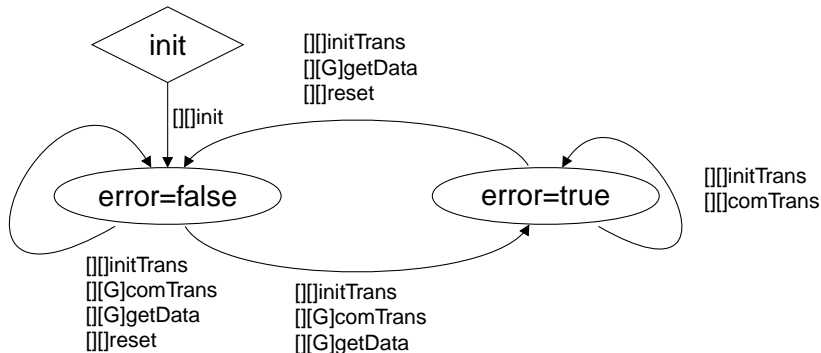 init
[][]initTrans
[][G]getData
[][]reset
[][]init
error=false
error=true
[][]initTrans
[][]comTrans
[][]initTrans
[][G]comTrans
[][G]getData
[][]reset
[][]initTrans
[][G]comTrans
[][G]getData